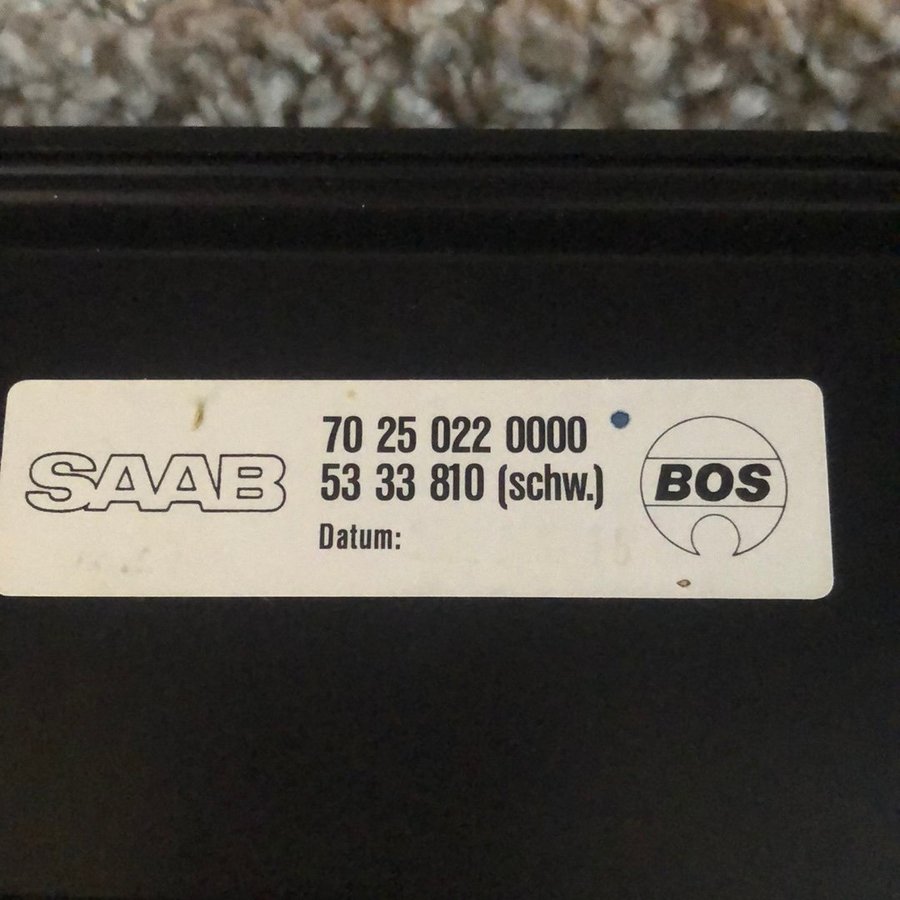 SAAB
70 25 022 0000
53 33 810 (schw.)
Datum:
BOS